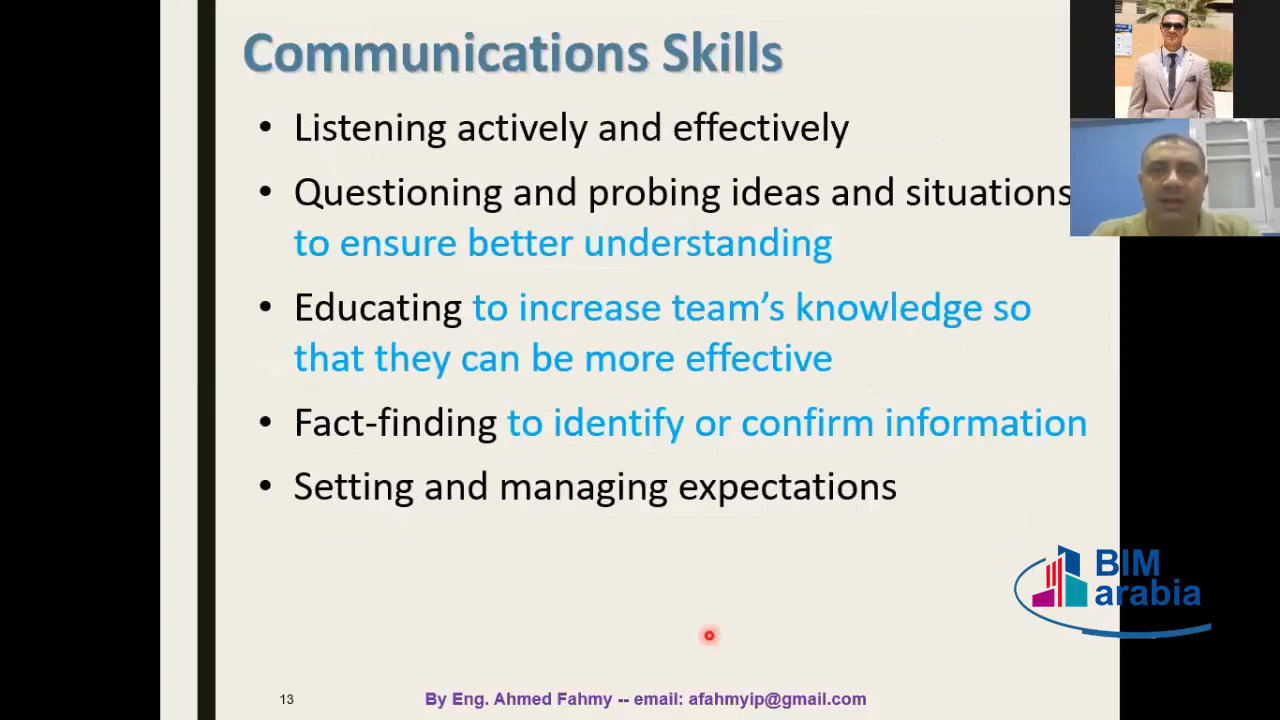 Communications Skills
• Listening actively and effectively
• Questioning and probing ideas and situations
to ensure better understanding
• Educating to increase team’s knowledge so
that they can be more effective
• Fact-finding to identify or confirm information
• Setting and managing expectations
BIM
arabia
13
By Eng. Ahmed Fahmy -- email: afahmyip@gmail.com